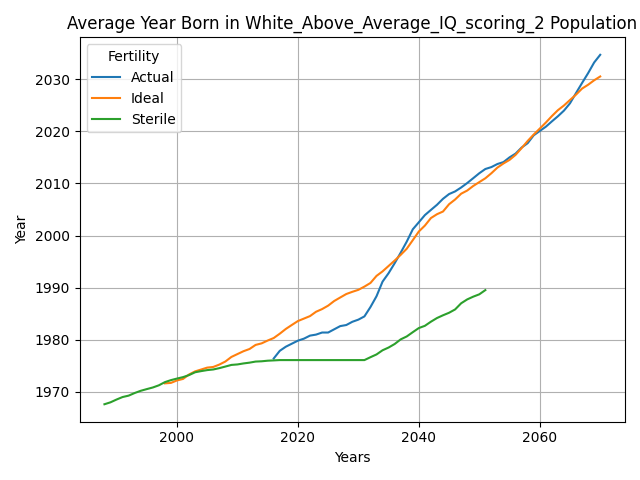 Average Year Born in White_Above_Average_IQ_scoring_2 Population
Fertility
Actual
Ideal
Sterile
Year
2030
2020
2010
2000
1990
1980
1970
2000
2020
2040
2060
Years